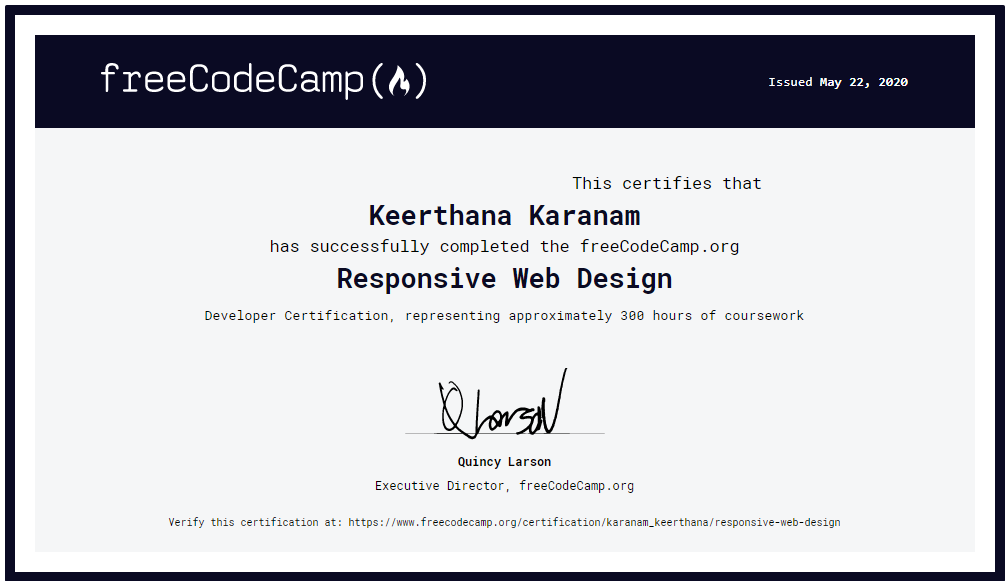 freeCodeCamp(🔥)
Issued May 22, 2020
This certifies that
Keerthana Karanam
has successfully completed the freeCodeCamp.org
Responsive Web Design
Developer Certification, representing approximately 300 hours of coursework
QLarson
Quincy Larson
Executive Director, freeCodeCamp.org
Verify this certification at: https://www.freecodecamp.org/certification/karanam_keerthana/responsive-web-design